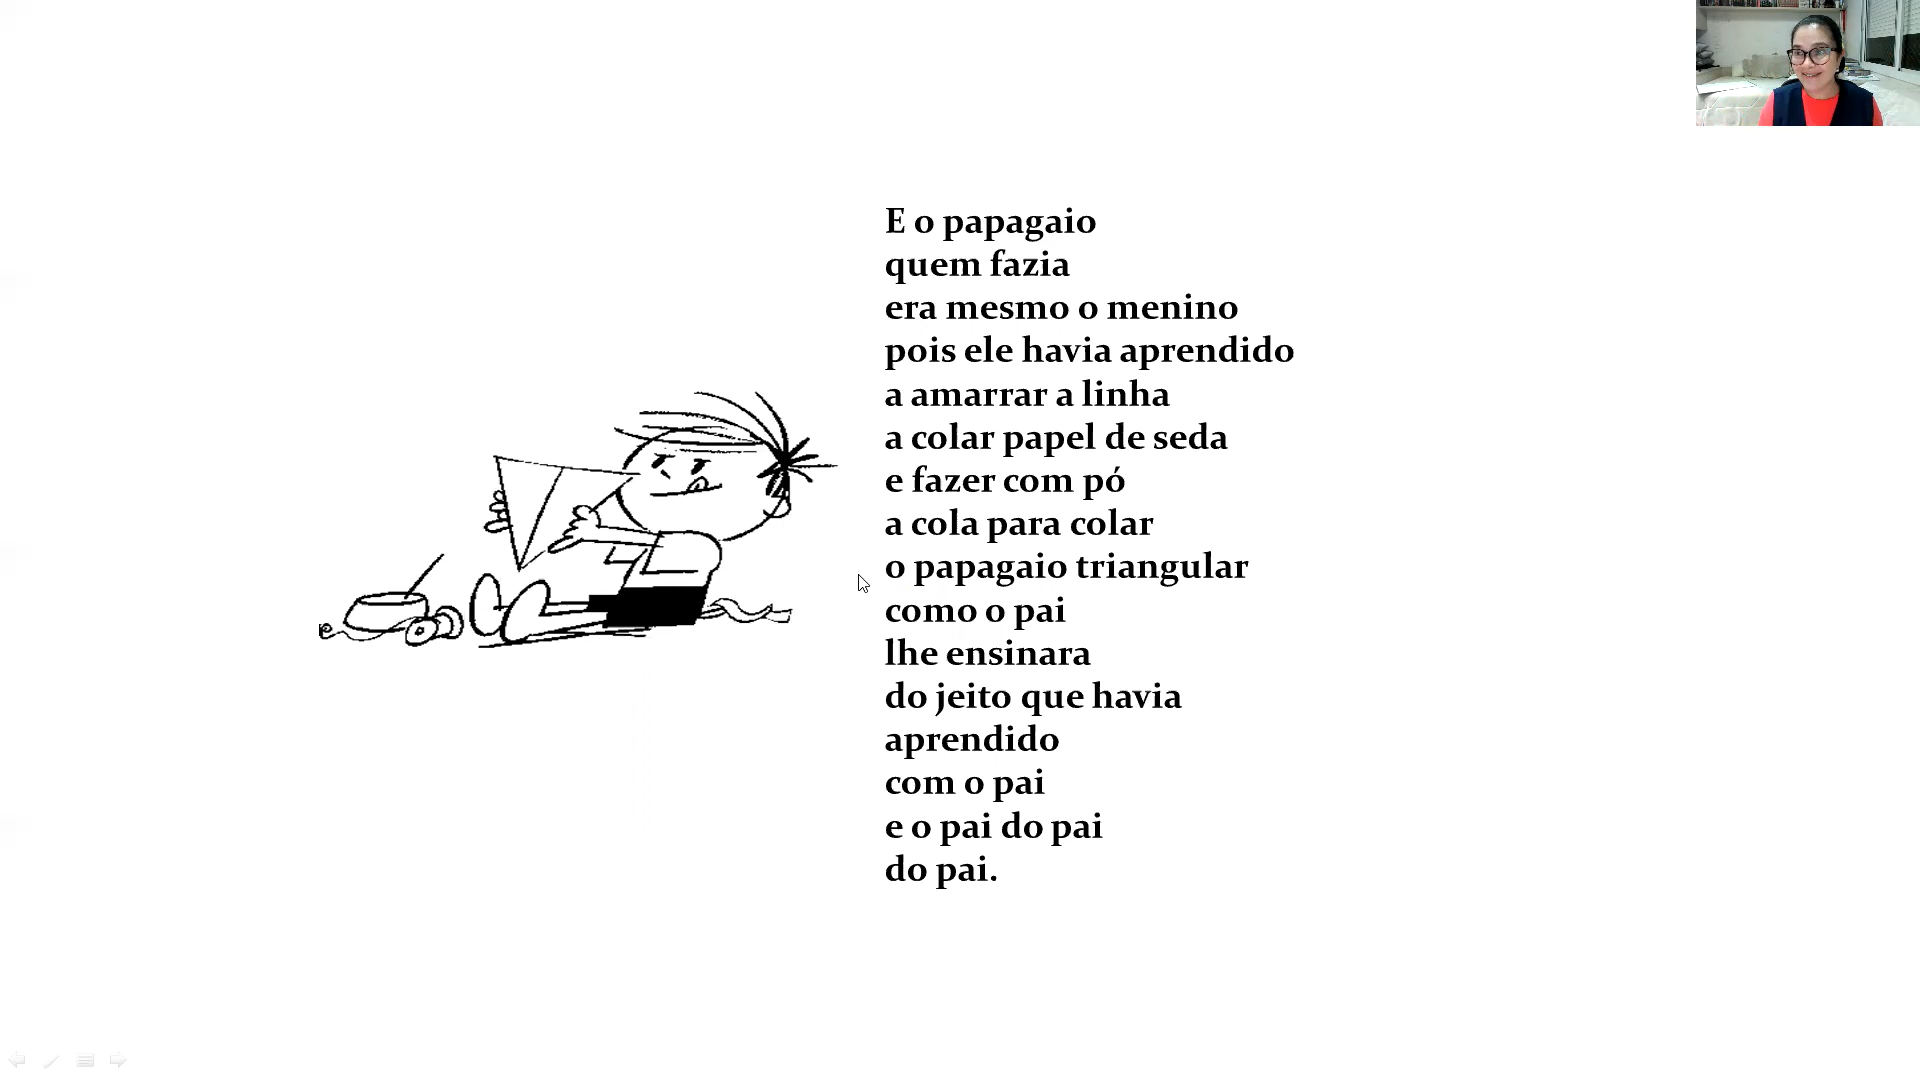 E o papagaio
quem fazia
era mesmo o menino
pois ele havia aprendido
a amarrar a linha
a colar papel de seda
e fazer com pó
a cola para colar
o papagaio triangular
como o pai
lhe ensinara
do jeito que havia
aprendido
com o pai
e o pai do pai
do pai.